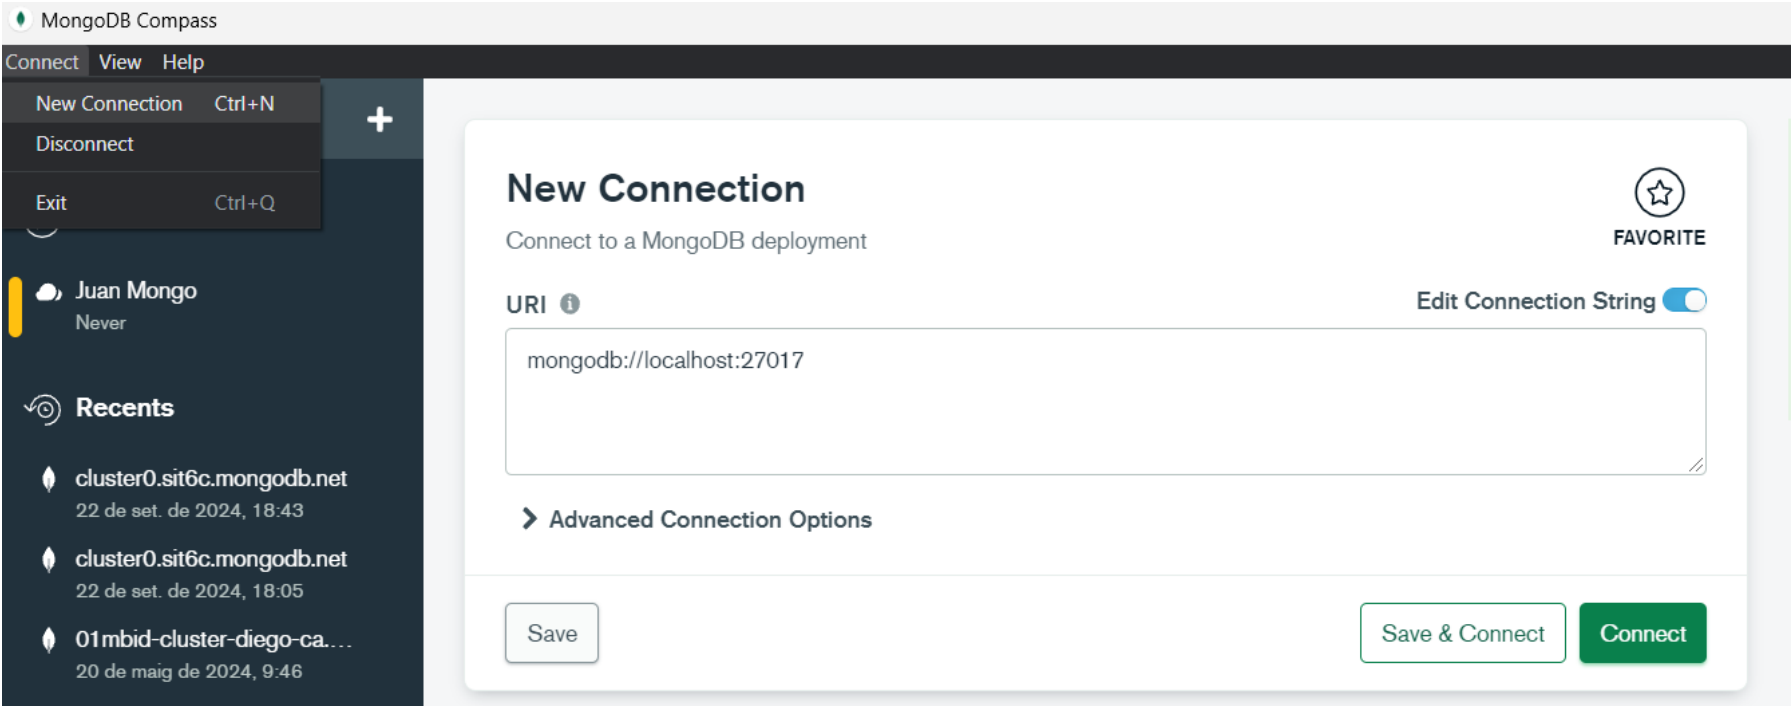 MongoDB Compass
Connect View Help
New Connection Ctrl+N
Disconnect
Exit Ctrl+Q
Juan Mongo
Never
Recents
cluster0.sit6c.mongodb.net
22 de set. de 2024, 18:43
cluster0.sit6c.mongodb.net
22 de set. de 2024, 18:05
01mbid-cluster-diego-ca....
20 de maig de 2024, 9:46
New Connection
Connect to a MongoDB deployment
FAVORITE
URI
Edit Connection String
mongodb://localhost:27017
Advanced Connection Options
Save
Save & Connect
Connect